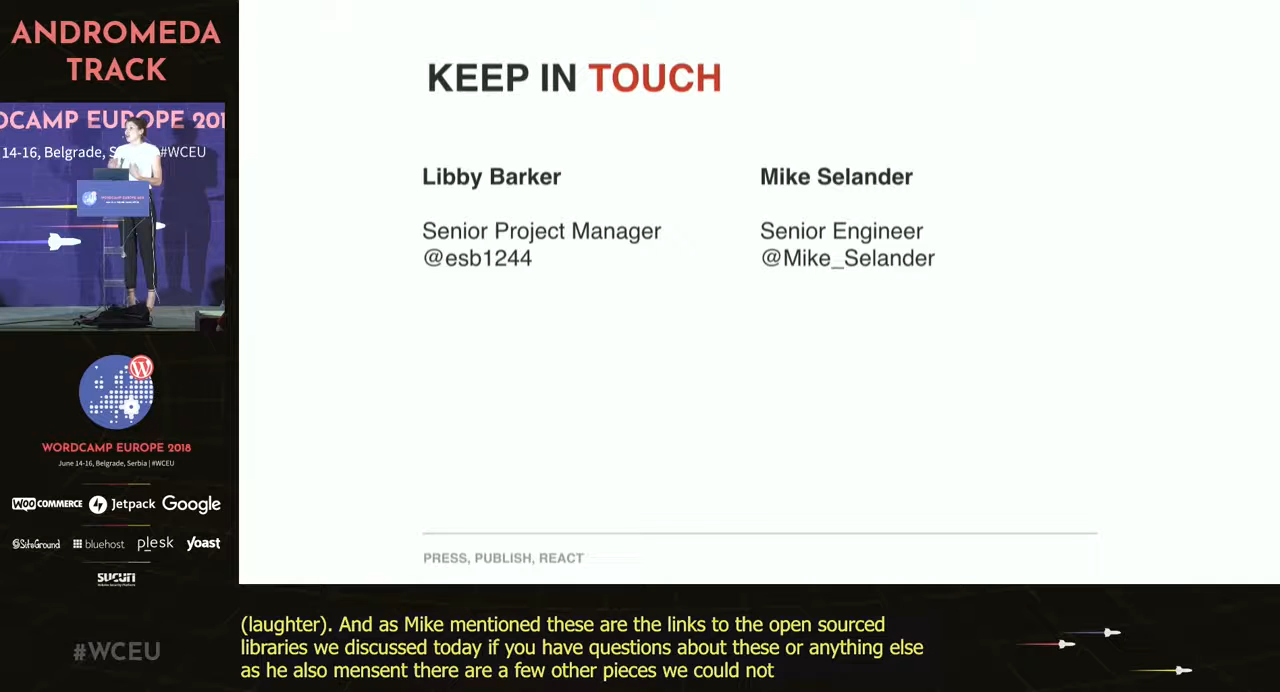 ANDROMEDA
TRACK
DCAMP EUROPE 201
14-16, Belgrade, S
#WCEU
WORDCAMP EUROPE 2018
June 14-16, Belgrade, Serbia | #WCEU
WOO COMMERCE Jetpack Google
SiteGround bluehost plesk yoast
SUCURI
#WCEU
KEEP IN TOUCH
Libby Barker
Senior Project Manager
@esb1244
Mike Selander
Senior Engineer
@Mike_Selander
PRESS, PUBLISH, REACT
(laughter). And as Mike mentioned these are the links to the open sourced
libraries we discussed today if you have questions about these or anything else
as he also mensent there are a few other pieces we could not